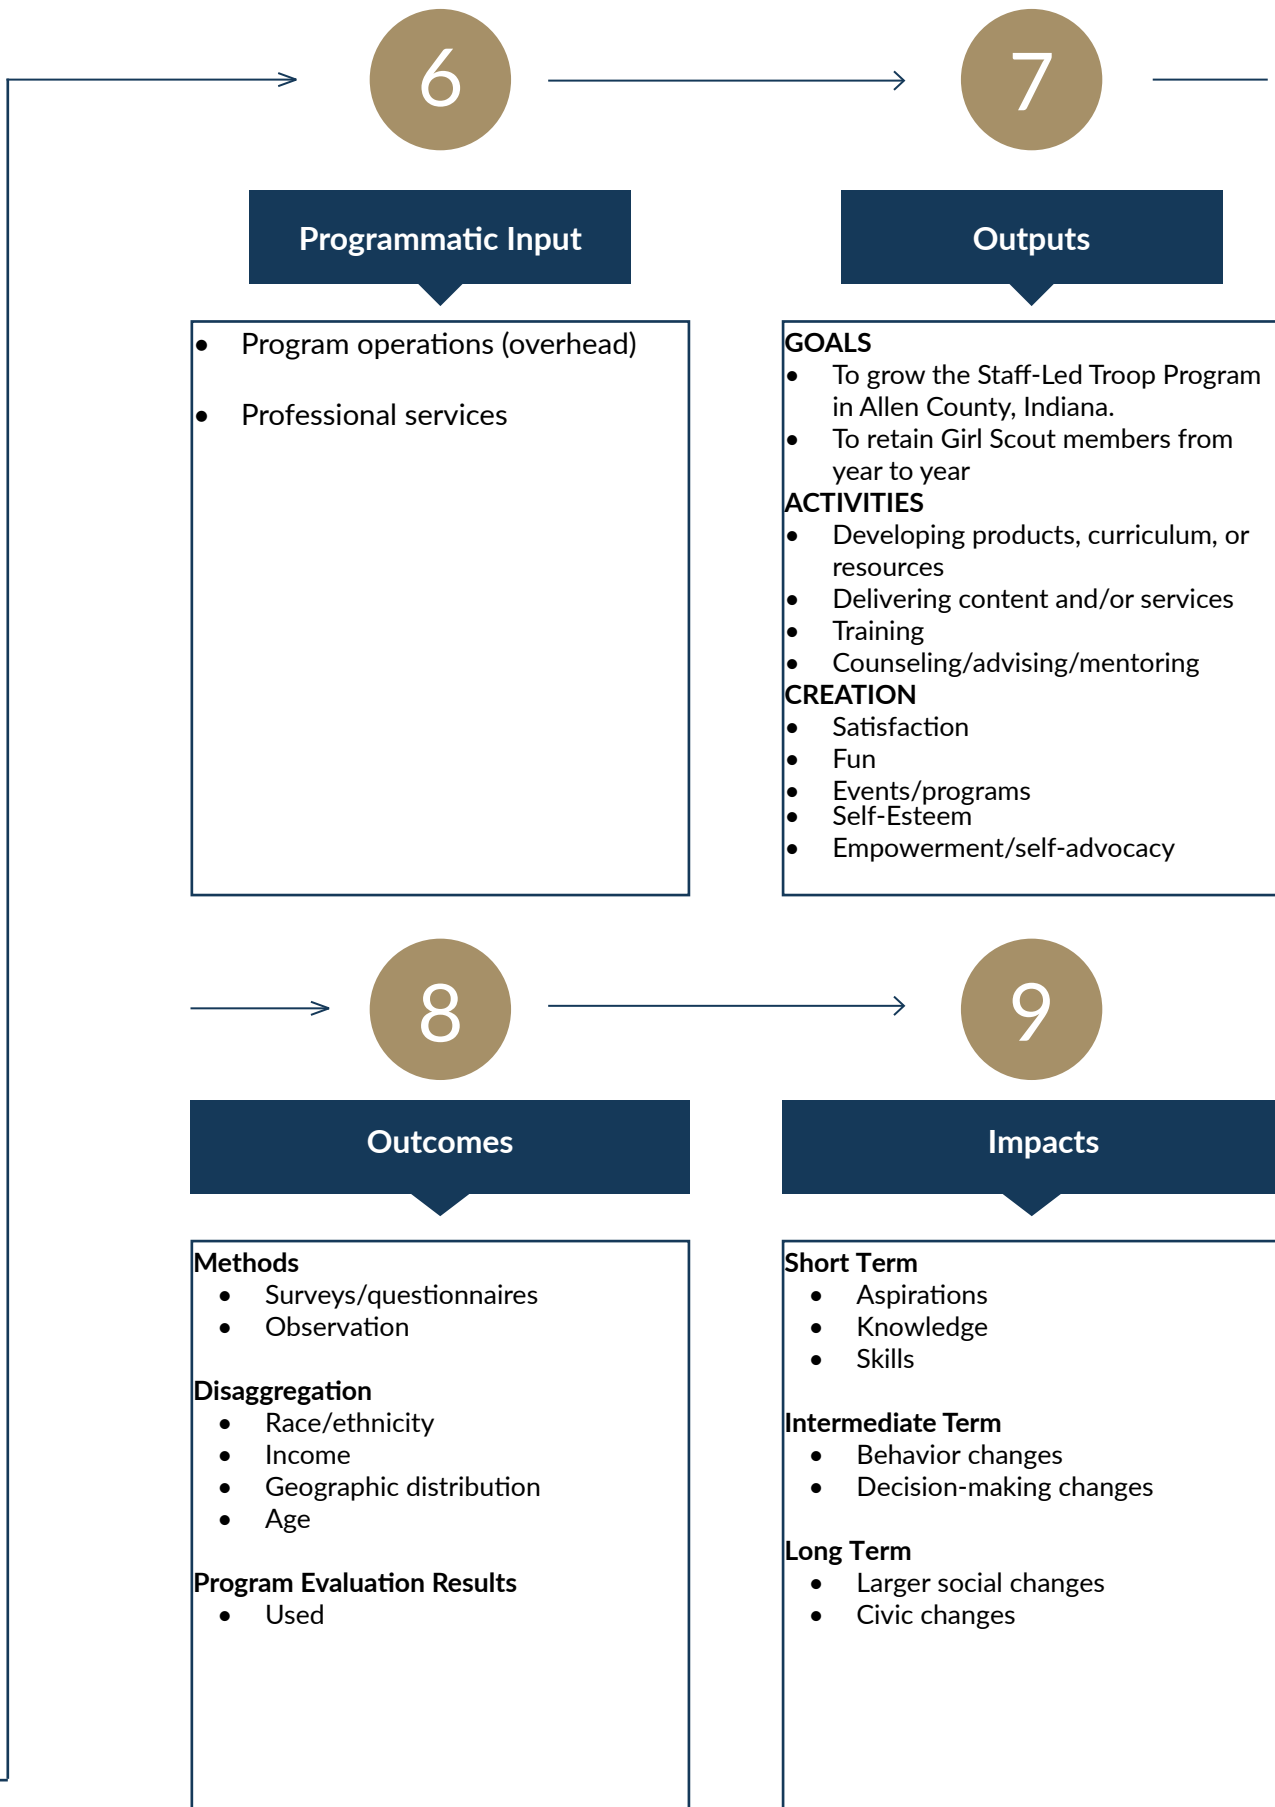 6
7
Programmatic Input
Outputs
• Program operations (overhead)
• Professional services
GOALS
• To grow the Staff-Led Troop Program
in Allen County, Indiana.
• To retain Girl Scout members from
year to year
ACTIVITIES
• Developing products, curriculum, or
resources
• Delivering content and/or services
• Training
• Counseling/advising/mentoring
CREATION
• Satisfaction
• Fun
• Events/programs
• Self-Esteem
• Empowerment/self-advocacy
8
9
Outcomes
Impacts
Methods
• Surveys/questionnaires
• Observation
Disaggregation
• Race/ethnicity
• Income
• Geographic distribution
• Age
Program Evaluation Results
• Used
Short Term
• Aspirations
• Knowledge
• Skills
Intermediate Term
• Behavior changes
• Decision-making changes
Long Term
• Larger social changes
• Civic changes